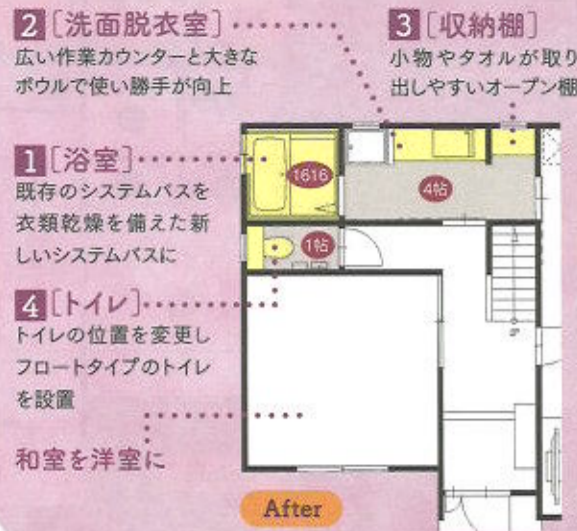 2 [洗面脱衣室]
広い作業カウンターと大きな
ボウルで使い勝手が向上
3 [収納棚]
小物やタオルが取り
出しやすいオープン棚
1 [浴室]
既存のシステムバスを
衣類乾燥を備えた新
しいシステムバスに
4 [トイレ]
トイレの位置を変更し
フロートタイプのトイレ
を設置
和室を洋室に
1616
4帖
1帖
After